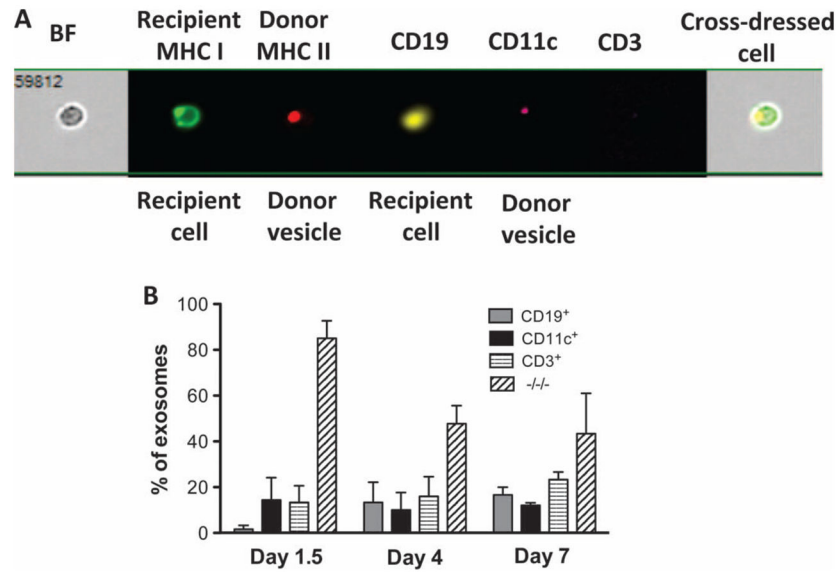 A
BF
Recipient
MHC I
Donor
MHC II
CD19
CD11c
CD3
Cross-dressed
cell
59812
Recipient
cell
Donor
vesicle
Recipient
cell
Donor
vesicle
B
% of exosomes
100
80
60
40
20
0
CD19+
CD11c+
CD3+
-/-/-
Day 1.5
Day 4
Day 7